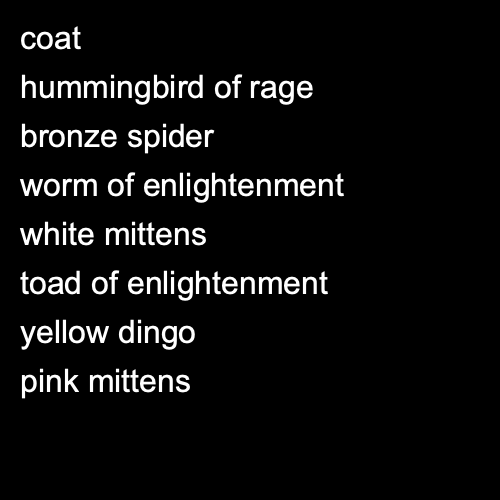 coat
hummingbird of rage
bronze spider
worm of enlightenment
white mittens
toad of enlightenment
yellow dingo
pink mittens